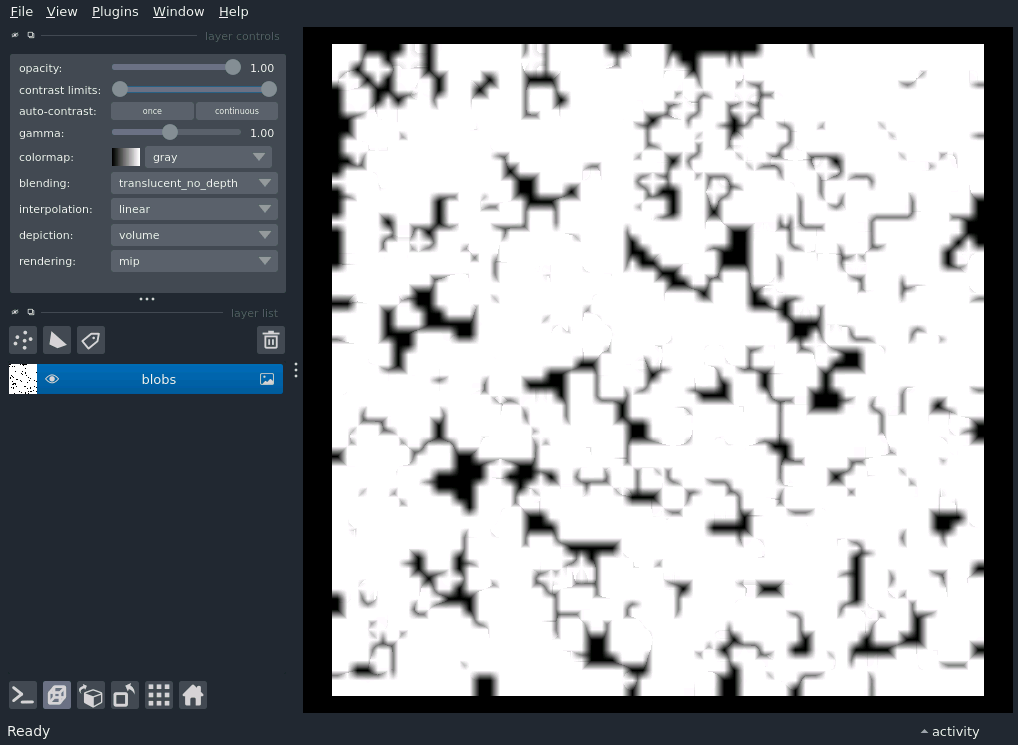 File View Plugins Window Help
layer controls
opacity: 1.00
contrast limits:
auto-contrast: once continuous
gamma: 1.00
colormap: gray
blending: translucent_no_depth
interpolation: linear
depiction: volume
rendering: mip
layer list
blobs
Ready activity